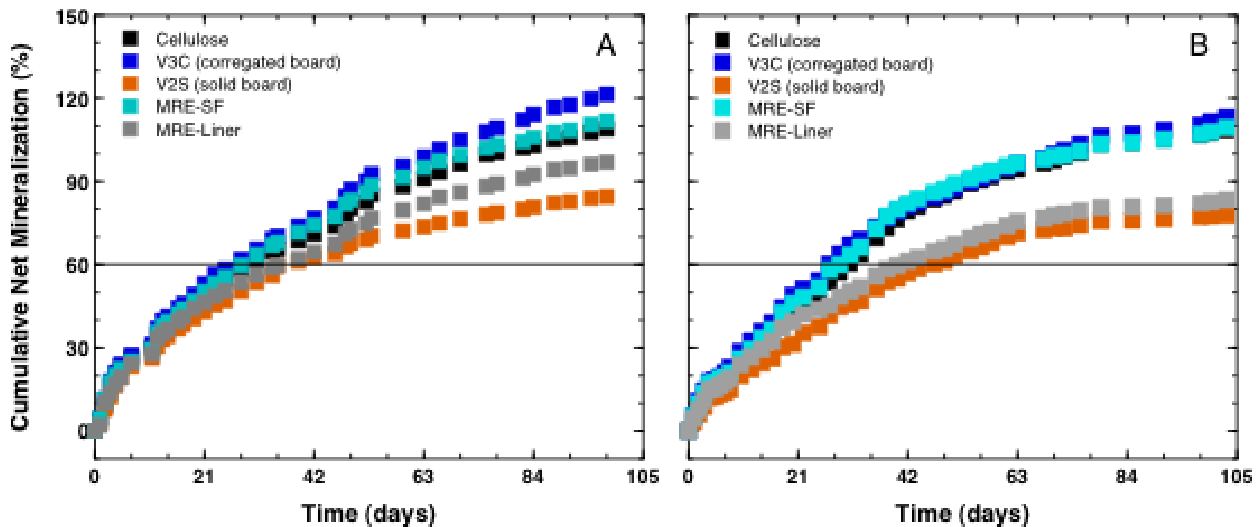 150
120
90
60
30
0
Cumulative Net Mineralization (%)
Cellulose
V3C (corregated board)
V2S (solid board)
MRE-SF
MRE-Liner
A
0 21 42 63 84 105
Time (days)
Cellulose
V3C (corregated board)
V2S (solid board)
MRE-SF
MRE-Liner
B
0 21 42 63 84 105
Time (days)